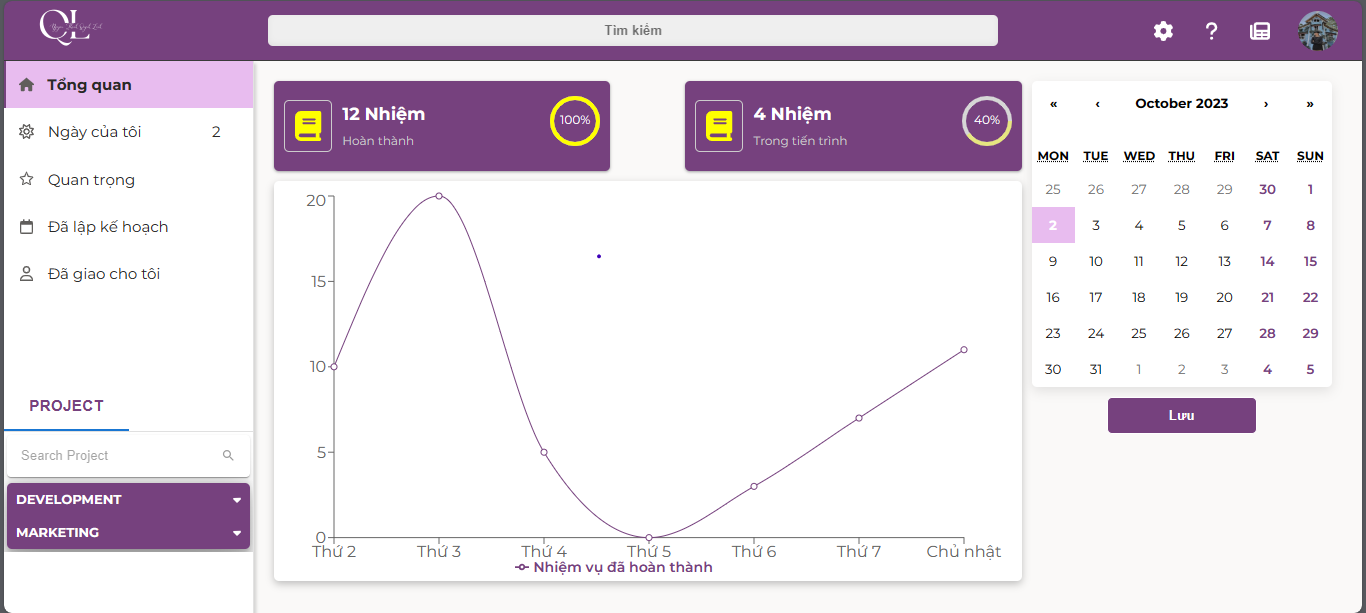 QL
Tìm kiếm
Tổng quan
Ngày của tôi 2
Quan trọng
Đã lập kế hoạch
Đã giao cho tôi
PROJECT
Search Project
DEVELOPMENT
MARKETING
12 Nhiệm
Hoàn thành
100%
4 Nhiệm
Trong tiến trình
40%
20
15
10
5
0
Thứ 2 Thứ 3 Thứ 4 Thứ 5 Thứ 6 Thứ 7 Chủ nhật
Nhiệm vụ đã hoàn thành
« ‹ October 2023 › »
MON TUE WED THU FRI SAT SUN
25 26 27 28 29 30 1
2 3 4 5 6 7 8
9 10 11 12 13 14 15
16 17 18 19 20 21 22
23 24 25 26 27 28 29
30 31 1 2 3 4 5
Lưu